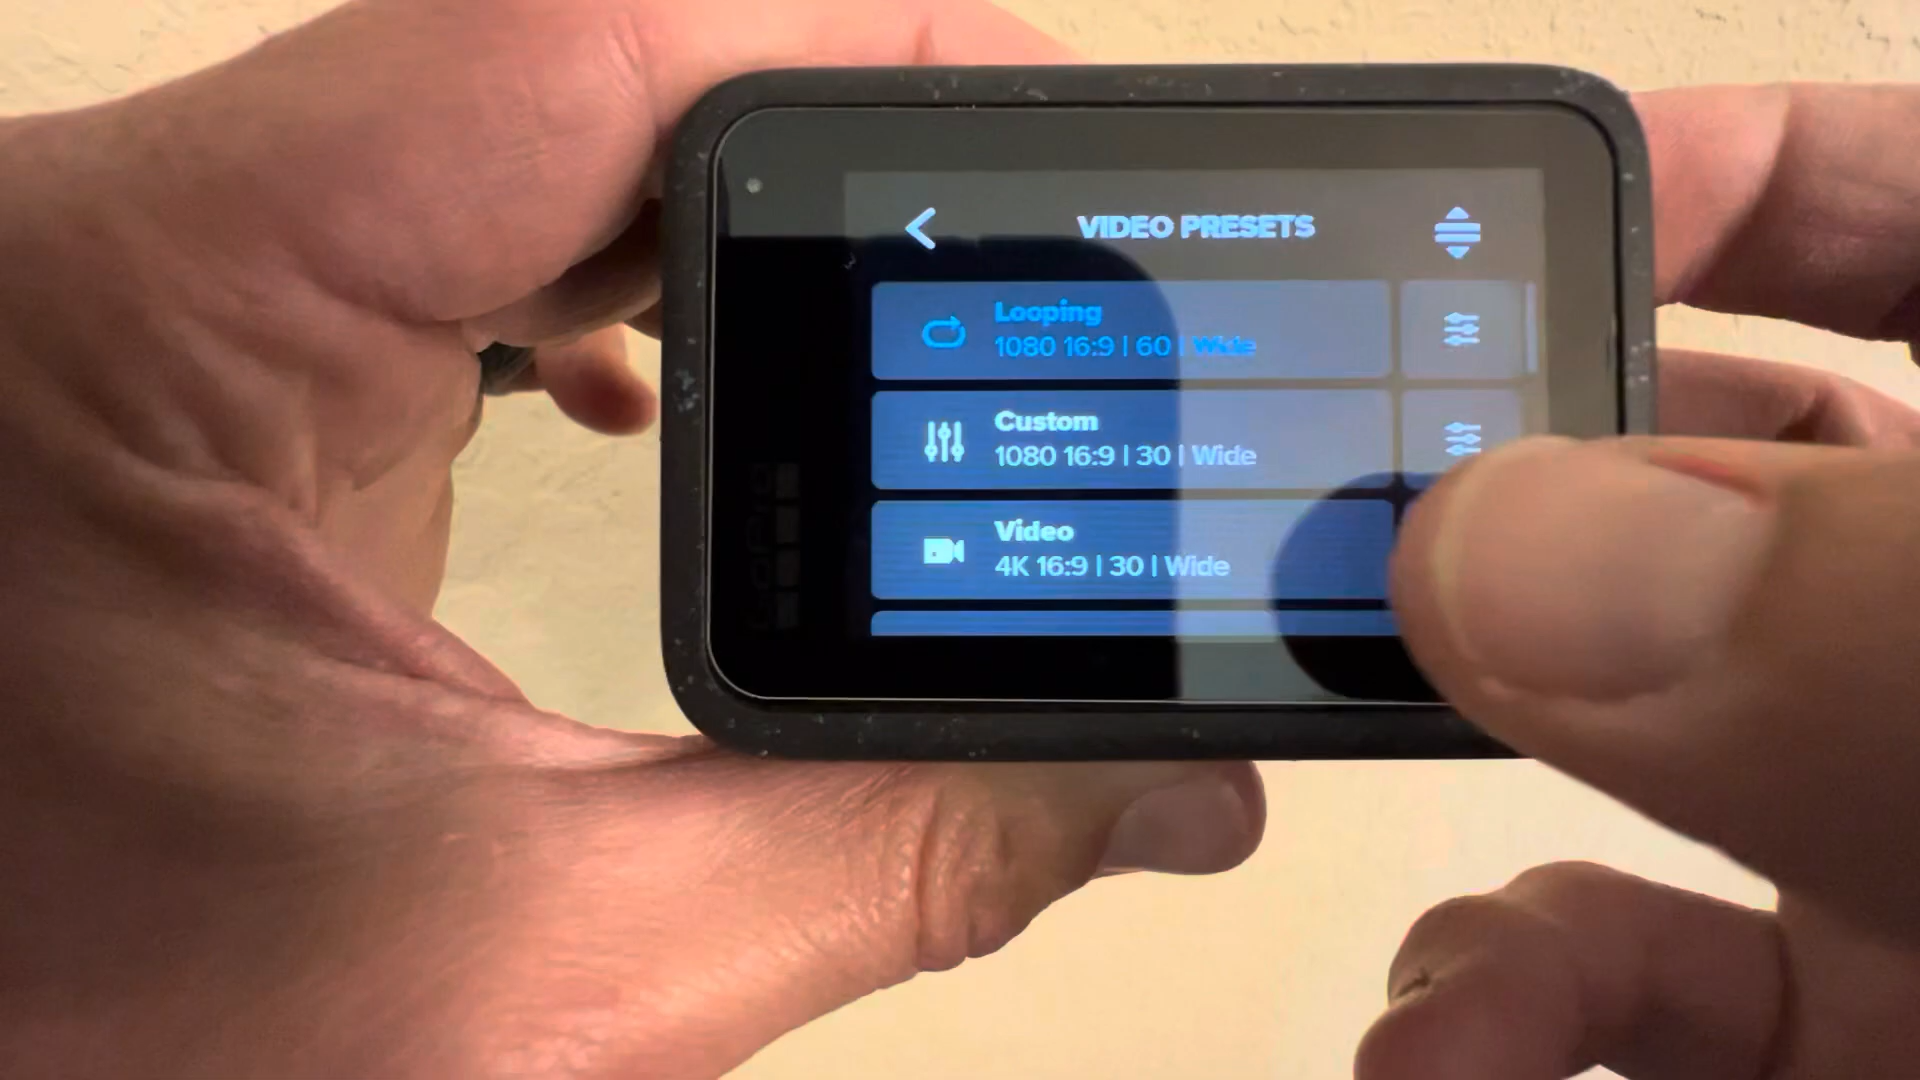 VIDEO PRESETS
Looping
1080 16:9 | 60 | Wide
Custom
1080 16:9 | 30 | Wide
Video
4K 16:9 | 30 | Wide
GoPro